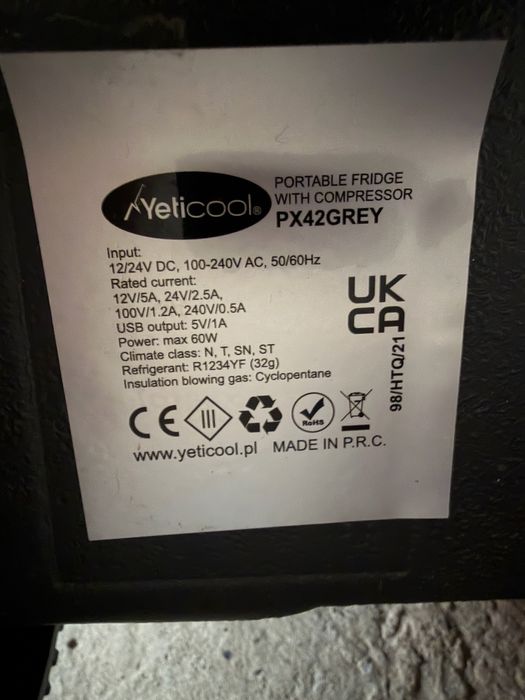 Yeticool®
PORTABLE FRIDGE
WITH COMPRESSOR
PX42GREY
Input:
12/24V DC, 100-240V AC, 50/60Hz
Rated current:
12V/5A, 24V/2.5A,
100V/1.2A, 240V/0.5A
USB output: 5V/1A
Power: max 60W
Climate class: N, T, SN, ST
Refrigerant: R1234YF (32g)
Insulation blowing gas: Cyclopentane
UK
CA
98/HTQ/21
CE
III
RoHS
www.yeticool.pl MADE IN P.R.C.